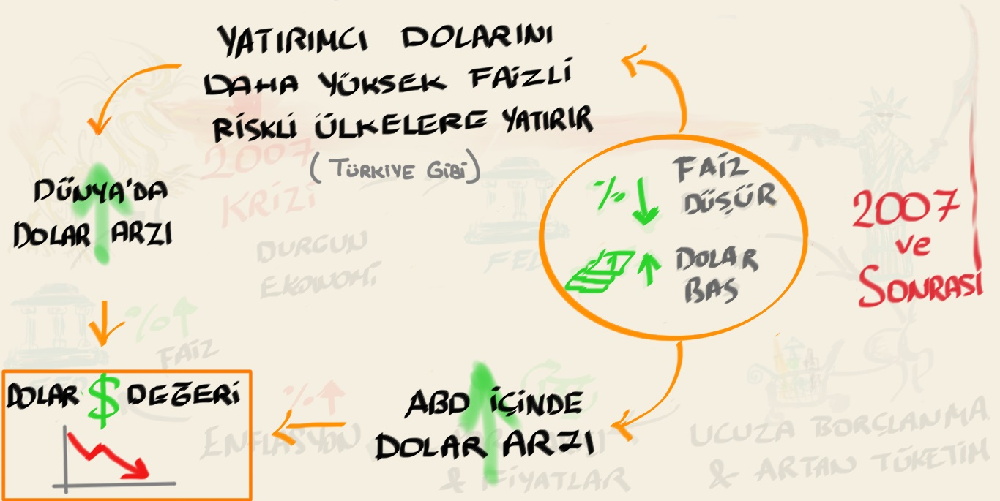 YATIRIMCI DOLARINI
DAHA YÜKSEK FAİZLİ
RİSKLİ ÜLKELERE YATIRIR
(TÜRKİYE GİBİ)
DÜNYA'DA
DOLAR ARZI
2007
KRİZİ
DURGUN
EKONOMİ
FED
% FAİZ
DÜŞÜR
DOLAR
BAS
2007
VE
SONRASI
%
FAİZ
DOLAR $ DEĞERİ
%
ENFLASYON
ABD İÇİNDE
DOLAR ARZI
& FİYATLAR
UCUZA BORÇLANMA
& ARTAN TÜKETİM